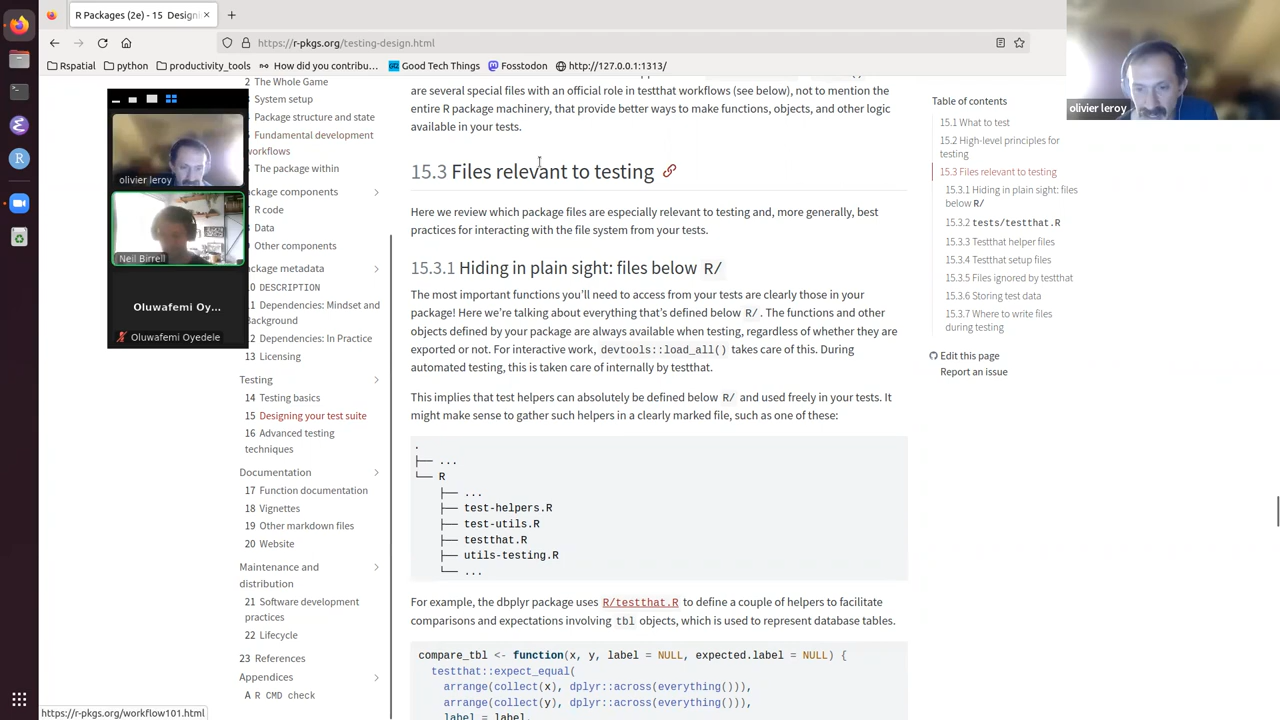 R Packages (2e) - 15 Designi
https://r-pkgs.org/testing-design.html
Rspatial
python
productivity_tools
How did you contribu…
Good Tech Things
Fosstodon
http://127.0.0.1:1313/
olivier leroy
olivier leroy
Neil Birrell
Oluwafemi Oy...
Oluwafemi Oyedele
2 The Whole Game
System setup
Package structure and state
Fundamental development
workflows
The package within
ackage components
R code
Data
Other components
ackage metadata
10 DESCRIPTION
11 Dependencies: Mindset and
Background
12 Dependencies: In Practice
13 Licensing
Testing
14 Testing basics
15 Designing your test suite
16 Advanced testing
techniques
Documentation
17 Function documentation
18 Vignettes
19 Other markdown files
20 Website
Maintenance and
distribution
21 Software development
practices
22 Lifecycle
23 References
Appendices
A R CMD check
https://r-pkgs.org/workflow101.html
are several special files with an official role in testthat workflows (see below), not to mention the
entire R package machinery, that provide better ways to make functions, objects, and other logic
available in your tests.
15.3 Files relevant to testing
Here we review which package files are especially relevant to testing and, more generally, best
practices for interacting with the file system from your tests.
15.3.1 Hiding in plain sight: files below R/
The most important functions you’ll need to access from your tests are clearly those in your
package! Here we’re talking about everything that’s defined below R/. The functions and other
objects defined by your package are always available when testing, regardless of whether they are
exported or not. For interactive work, devtools::load_all() takes care of this. During
automated testing, this is taken care of internally by testthat.
This implies that test helpers can absolutely be defined below R/ and used freely in your tests. It
might make sense to gather such helpers in a clearly marked file, such as one of these:
.
├── ...
└── R
├── ...
├── test-helpers.R
├── test-utils.R
├── testthat.R
├── utils-testing.R
└── ...
For example, the dbplyr package uses R/testthat.R to define a couple of helpers to facilitate
comparisons and expectations involving tbl objects, which is used to represent database tables.
compare_tbl <- function(x, y, label = NULL, expected.label = NULL) {
testthat::expect_equal(
arrange(collect(x), dplyr::across(everything())),
arrange(collect(y), dplyr::across(everything())),
label = label,
Table of contents
15.1 What to test
15.2 High-level principles for
testing
15.3 Files relevant to testing
15.3.1 Hiding in plain sight: files
below R/
15.3.2 tests/testthat.R
15.3.3 Testthat helper files
15.3.4 Testthat setup files
15.3.5 Files ignored by testthat
15.3.6 Storing test data
15.3.7 Where to write files
during testing
Edit this page
Report an issue